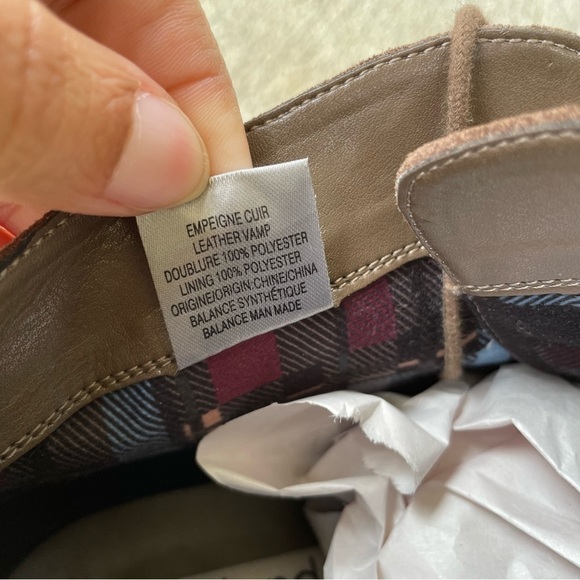 EMPEIGNE CUIR
LEATHER VAMP
DOUBLURE 100% POLYESTER
LINING 100% POLYESTER
ORIGINE/ORIGIN:CHINE/CHINA
BALANCE SYNTHÉTIQUE
BALANCE MAN MADE